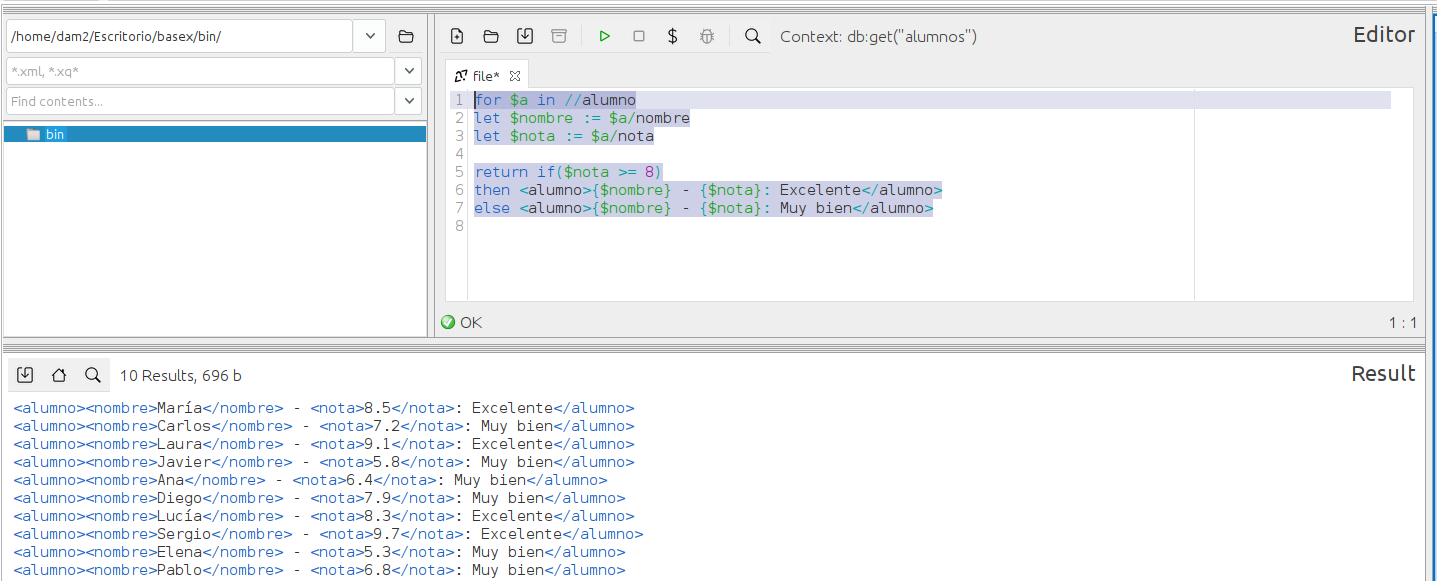 /home/dam2/Escritorio/basex/bin/
*.xml, *.xq*
Find contents...
bin
$ Context: db:get("alumnos")
Editor
file*
1 for $a in //alumno
2 let $nombre := $a/nombre
3 let $nota := $a/nota
4
5 return if($nota >= 8)
6 then <alumno>{$nombre} - {$nota}: Excelente</alumno>
7 else <alumno>{$nombre} - {$nota}: Muy bien</alumno>
8
OK
1 : 1
10 Results, 696 b
Result
<alumno><nombre>María</nombre> - <nota>8.5</nota>: Excelente</alumno>
<alumno><nombre>Carlos</nombre> - <nota>7.2</nota>: Muy bien</alumno>
<alumno><nombre>Laura</nombre> - <nota>9.1</nota>: Excelente</alumno>
<alumno><nombre>Javier</nombre> - <nota>5.8</nota>: Muy bien</alumno>
<alumno><nombre>Ana</nombre> - <nota>6.4</nota>: Muy bien</alumno>
<alumno><nombre>Diego</nombre> - <nota>7.9</nota>: Muy bien</alumno>
<alumno><nombre>Lucía</nombre> - <nota>8.3</nota>: Excelente</alumno>
<alumno><nombre>Sergio</nombre> - <nota>9.7</nota>: Excelente</alumno>
<alumno><nombre>Elena</nombre> - <nota>5.3</nota>: Muy bien</alumno>
<alumno><nombre>Pablo</nombre> - <nota>6.8</nota>: Muy bien</alumno>